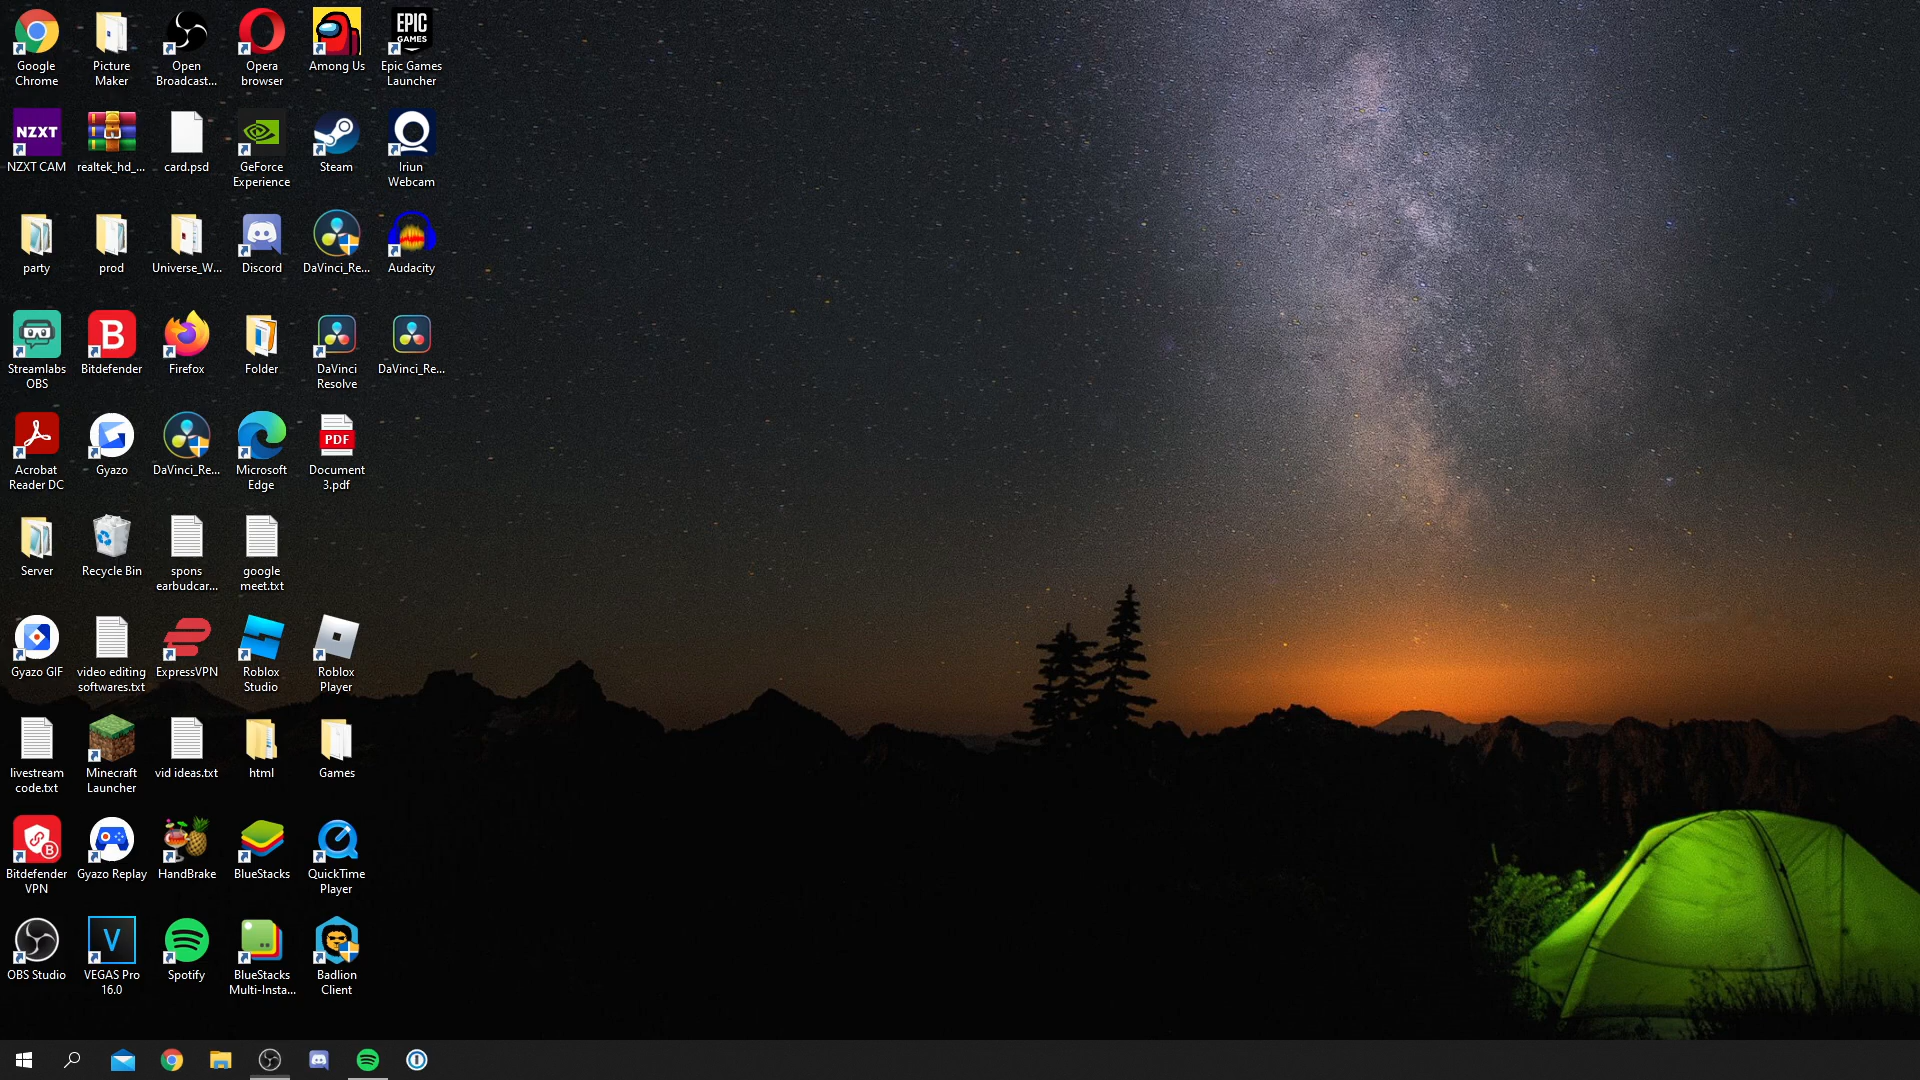 Google
Chrome
Picture
Maker
Open
Broadcast...
Opera
browser
Among Us
EPIC
GAMES
Epic Games
Launcher
NZXT
NZXT CAM
realtek_hd_...
card.psd
GeForce
Experience
Steam
Iriun
Webcam
party
prod
Universe_W...
Discord
DaVinci_Re...
Audacity
Streamlabs
OBS
B
Bitdefender
Firefox
Folder
DaVinci
Resolve
DaVinci_Re...
Acrobat
Reader DC
Gyazo
DaVinci_Re...
Microsoft
Edge
PDF
Document
3.pdf
Server
Recycle Bin
spons
earbudcar...
google
meet.txt
Gyazo GIF
video editing
softwares.txt
ExpressVPN
Roblox
Studio
Roblox
Player
livestream
code.txt
Minecraft
Launcher
vid ideas.txt
html
Games
B
Bitdefender
VPN
Gyazo Replay
HandBrake
BlueStacks
QuickTime
Player
OBS Studio
V
VEGAS Pro
16.0
Spotify
BlueStacks
Multi-Insta...
Badlion
Client